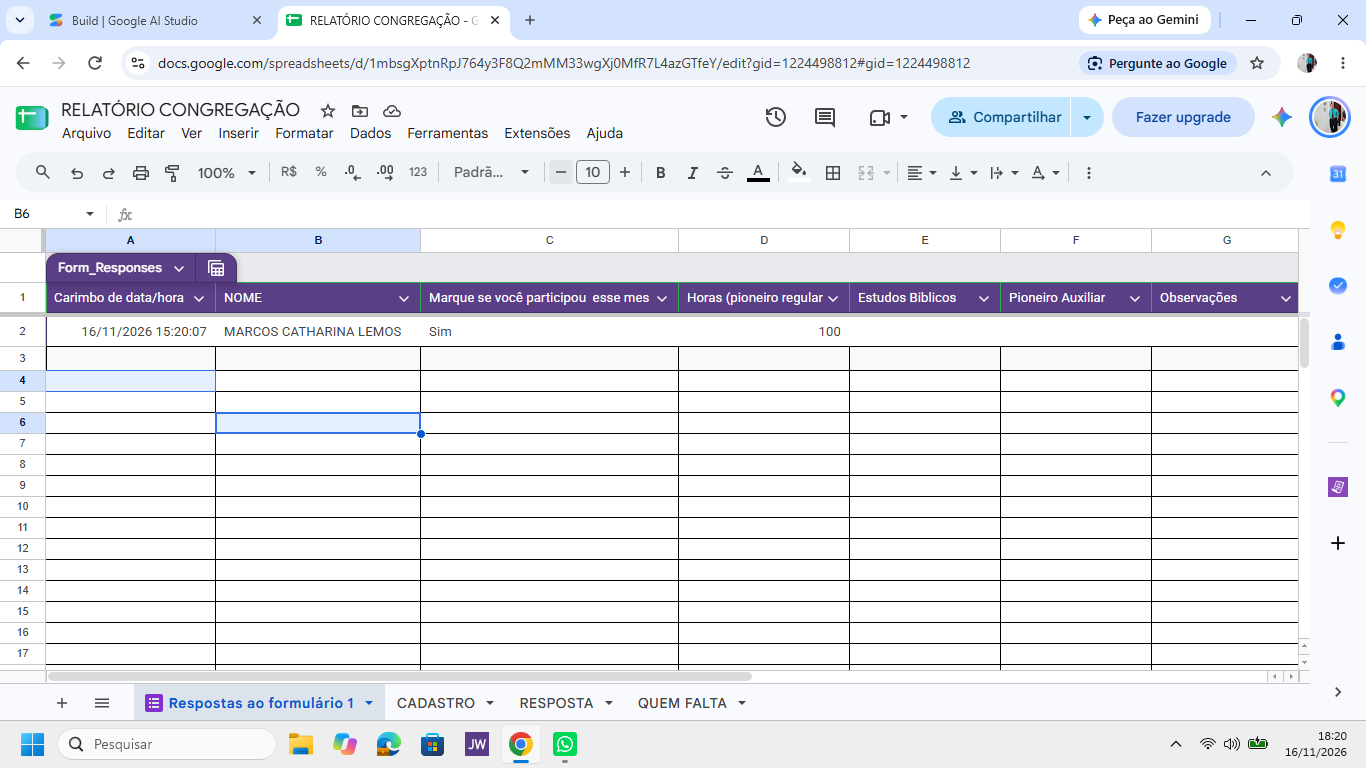 Build | Google AI Studio
RELATÓRIO CONGREGAÇÃO - G
Peça ao Gemini
docs.google.com/spreadsheets/d/1mbsgXptnRpJ764y3F8Q2mMM33wgXj0MfR7L4azGTfeY/edit?gid=1224498812#gid=1224498812
Pergunte ao Google
RELATÓRIO CONGREGAÇÃO
Arquivo Editar Ver Inserir Formatar Dados Ferramentas Extensões Ajuda
Compartilhar
Fazer upgrade
100% R$ % .0 .00 123 Padrã... 10 B I A A
31
B6 fx
A B C D E F G
Form_Responses
1 Carimbo de data/hora NOME Marque se você participou esse mes Horas (pioneiro regular Estudos Biblicos Pioneiro Auxiliar Observações
2 16/11/2026 15:20:07 MARCOS CATHARINA LEMOS Sim 100
3
4
5
6
7
8
9
10
11
12
13
14
15
16
17
Respostas ao formulário 1 CADASTRO RESPOSTA QUEM FALTA
Pesquisar
JW
18:20
16/11/2026